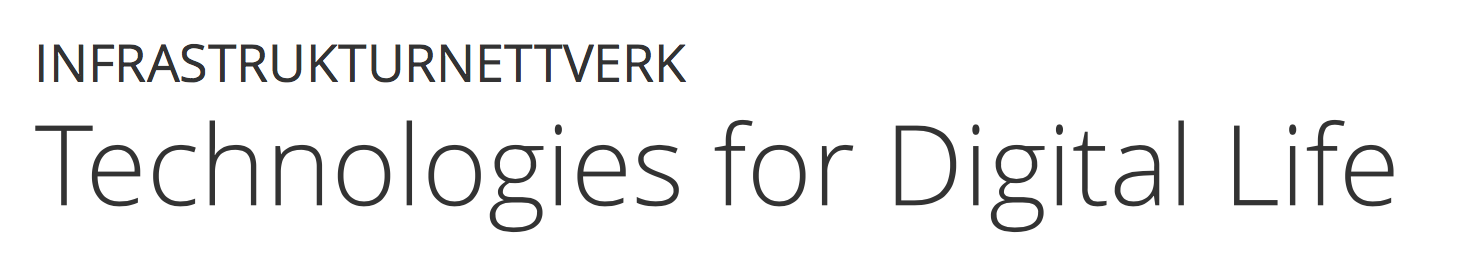 INFRASTRUKTURNETTVERK
Technologies for Digital Life